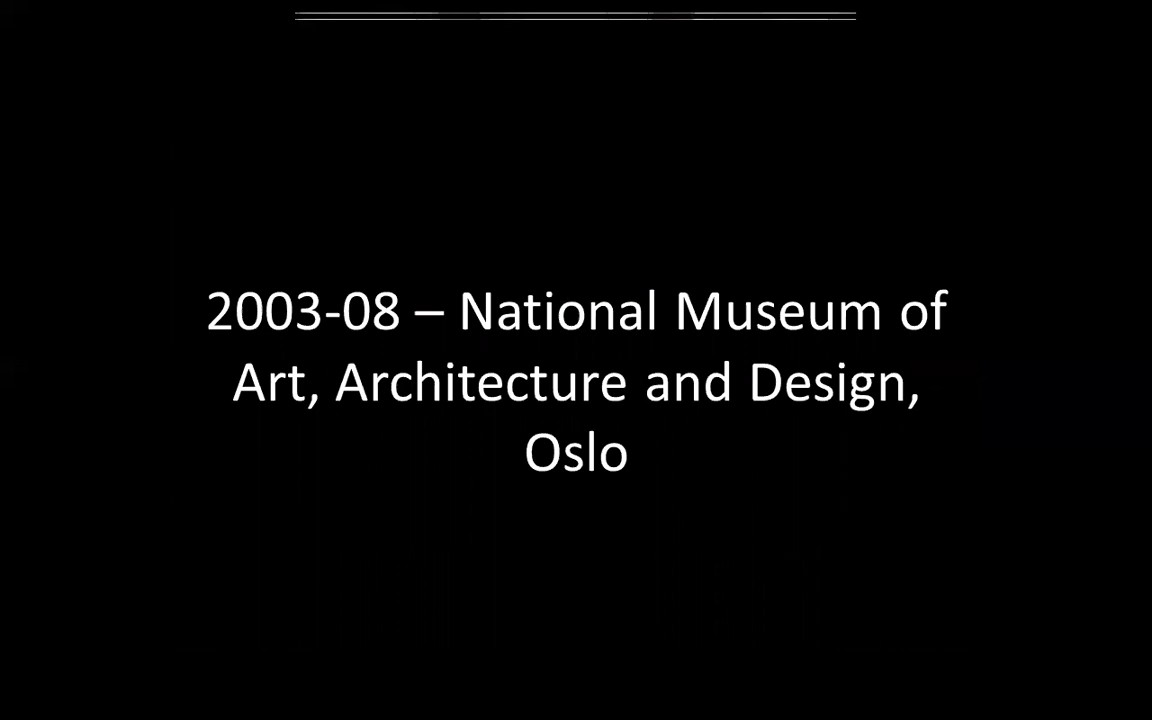 2003-08 – National Museum of
Art, Architecture and Design,
Oslo